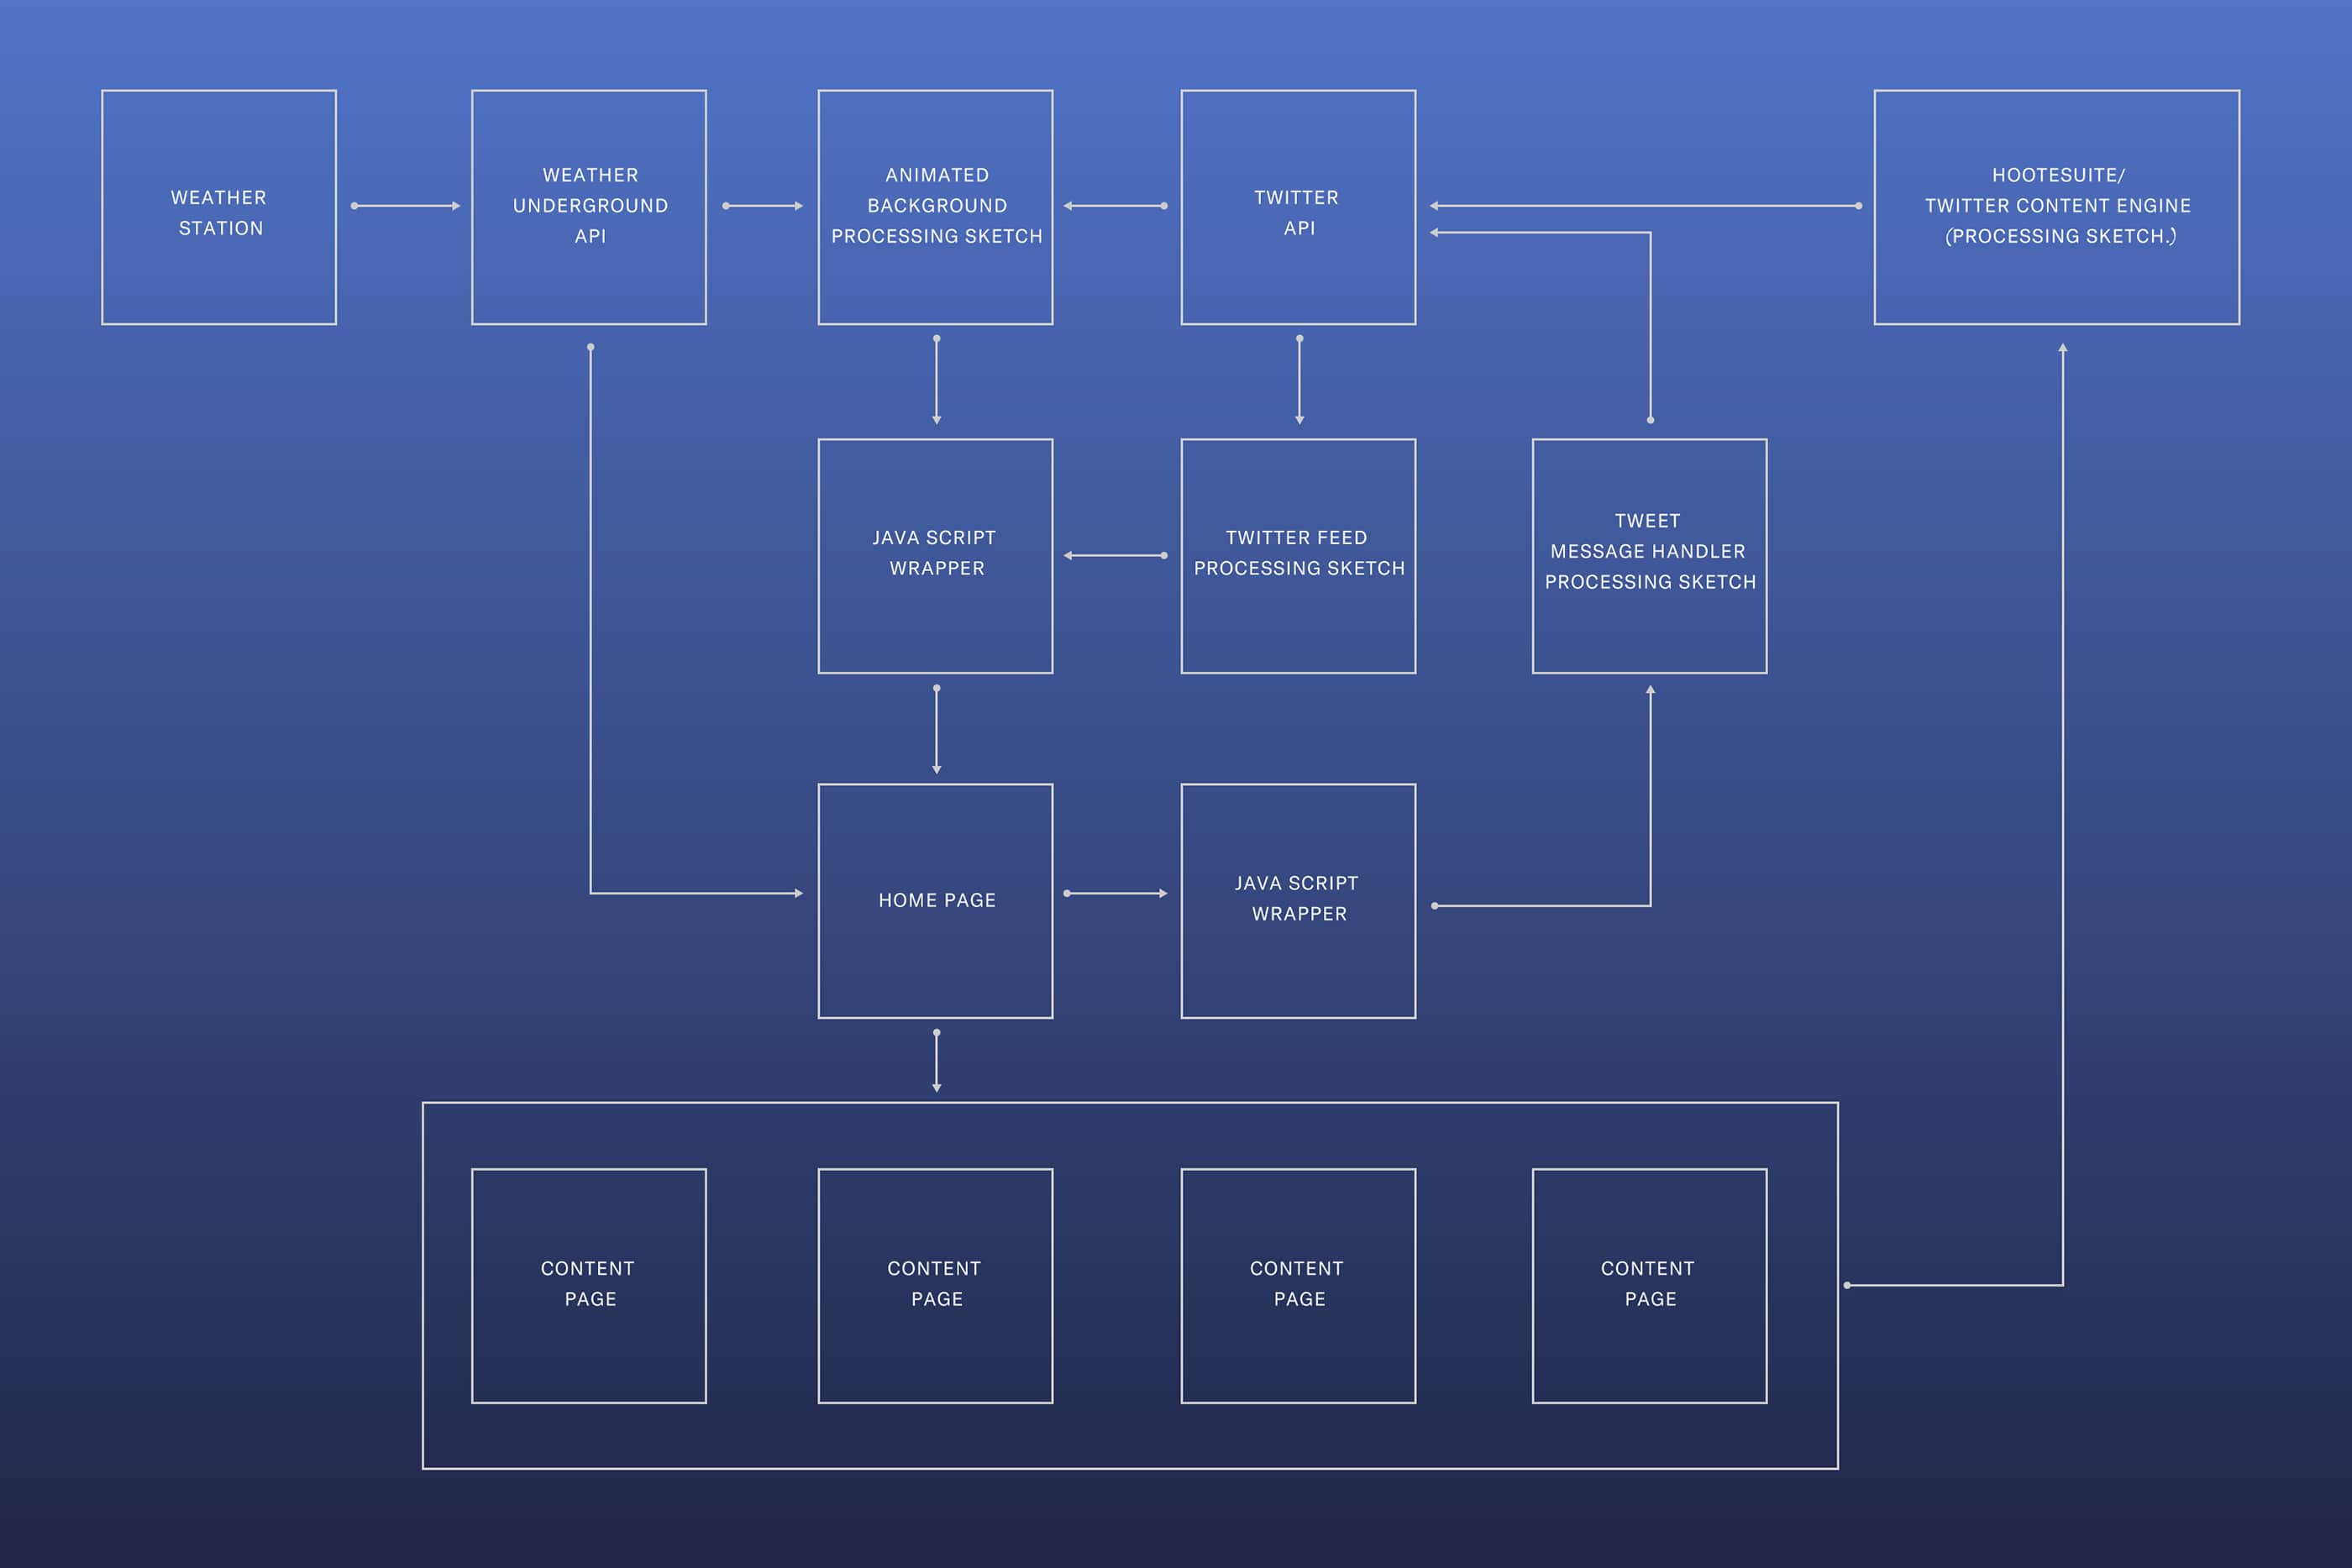 WEATHER
STATION
WEATHER
UNDERGROUND
API
ANIMATED
BACKGROUND
PROCESSING SKETCH
TWITTER
API
HOOTESUITE/
TWITTER CONTENT ENGINE
(PROCESSING SKETCH.)
JAVA SCRIPT
WRAPPER
TWITTER FEED
PROCESSING SKETCH
TWEET
MESSAGE HANDLER
PROCESSING SKETCH
HOME PAGE
JAVA SCRIPT
WRAPPER
CONTENT
PAGE
CONTENT
PAGE
CONTENT
PAGE
CONTENT
PAGE